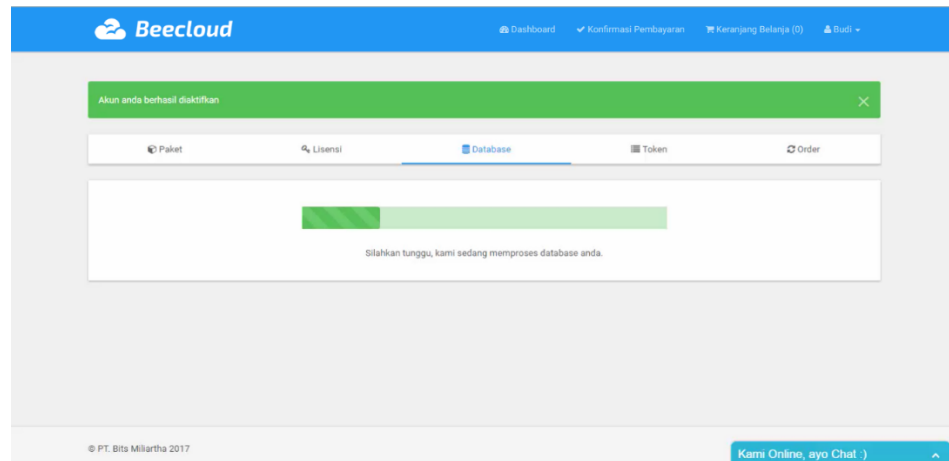 Beecloud
Dashboard
Konfirmasi Pembayaran
Keranjang Belanja (0)
Budi
Akun anda berhasil diaktifkan
Paket
Lisensi
Database
Token
Order
Silahkan tunggu, kami sedang memproses database anda.
© PT. Bits Miliartha 2017
Kami Online, ayo Chat :)